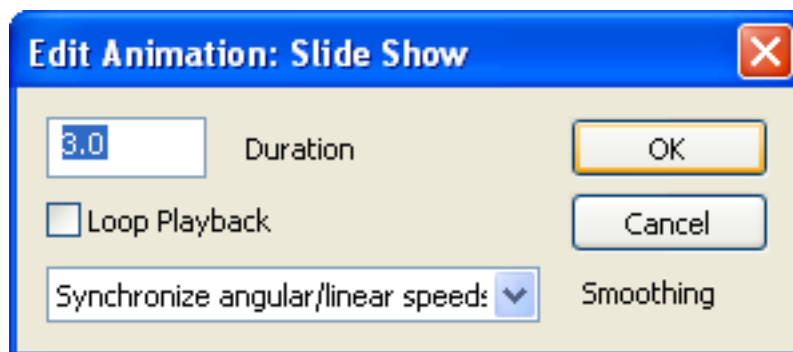 Edit Animation: Slide Show
3.0 Duration OK
Loop Playback Cancel
Synchronize angular/linear speeds Smoothing